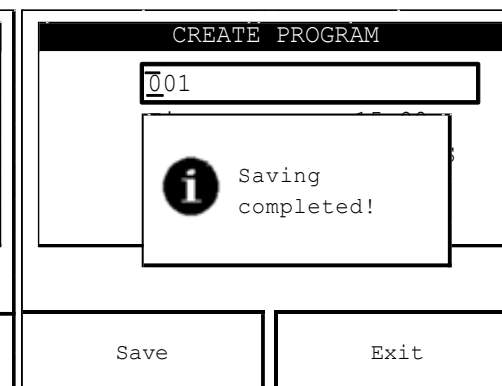 CREATE PROGRAM
001
Saving
completed!
Save
Exit